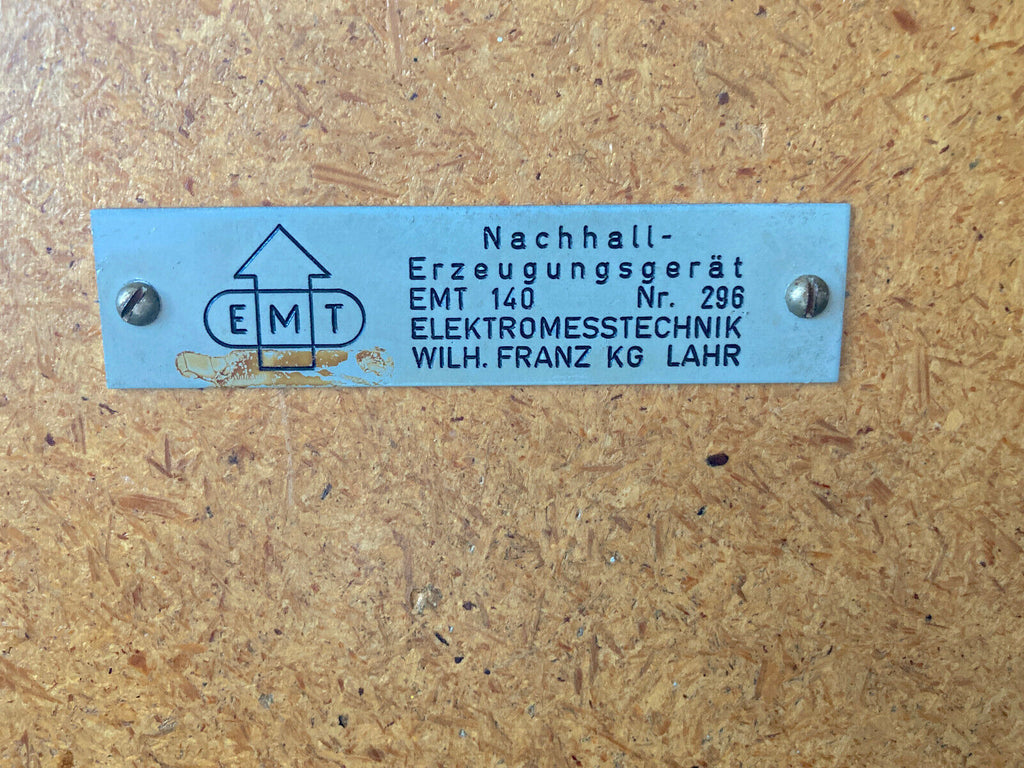 EMT
Nachhall-
Erzeugungsgerät
EMT 140 Nr. 296
ELEKTROMESSTECHNIK
WILH. FRANZ KG LAHR